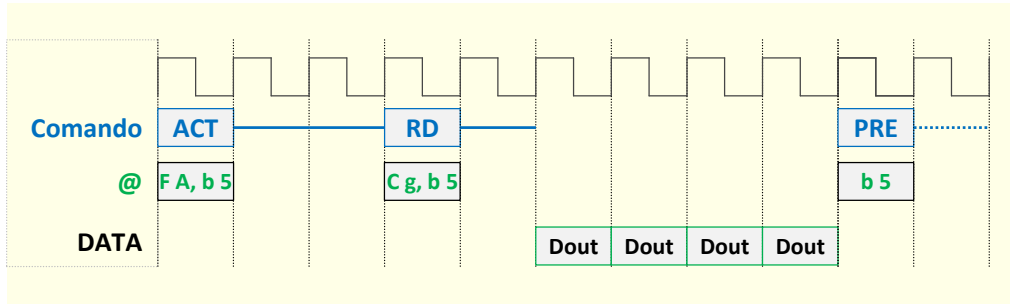 Comando ACT RD PRE
@ F A, b 5 C g, b 5 b 5
DATA Dout Dout Dout Dout